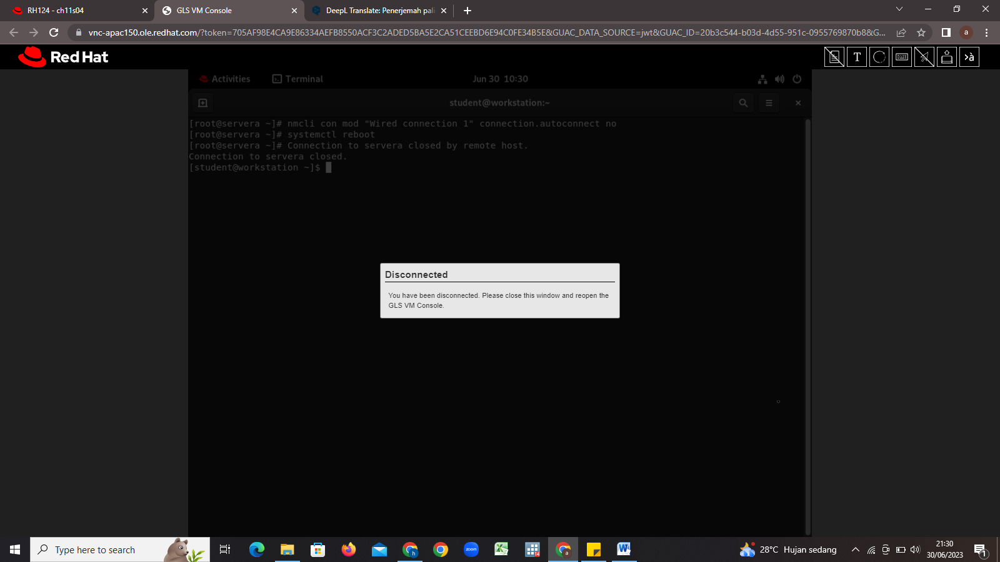 RH124 - ch11s04
GLS VM Console
DeepL Translate: Penerjemah pali
vnc-apac150.ole.redhat.com/?token=705AF98E4CA9E86334AEFB8550ACF3C2ADED5BA5E2CA51CEEBD6E94C0FE34B5E&GUAC_DATA_SOURCE=jwt&GUAC_ID=20b3c544-b03d-4d55-951c-0955769870b8&G...
a
Red Hat
T
>à
Activities
Terminal
Jun 30 10:30
student@workstation:~
[root@servera ~]# nmcli con mod "Wired connection 1" connection.autoconnect no
[root@servera ~]# systemctl reboot
[root@servera ~]# Connection to servera closed by remote host.
Connection to servera closed.
[student@workstation ~]$
Disconnected
You have been disconnected. Please close this window and reopen the
GLS VM Console.
Type here to search
h
zoom
14
a
28°C Hujan sedang
21:30
30/06/2023
1